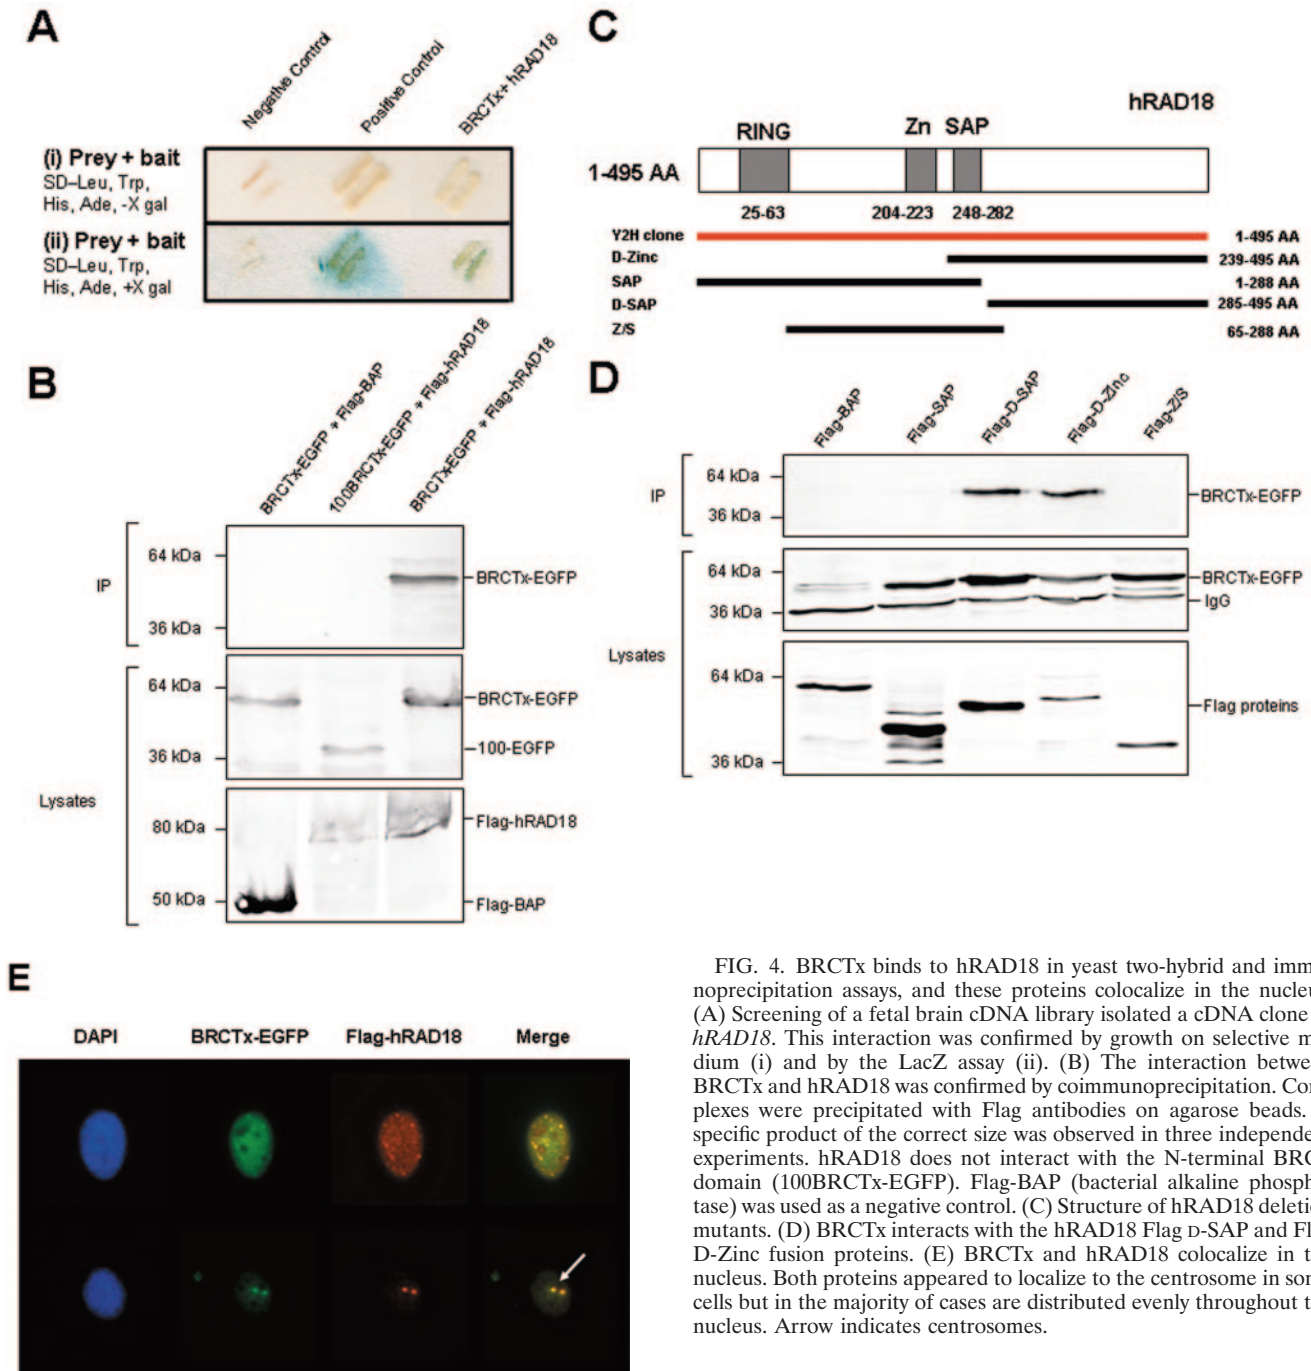 A
Negative Control
Positive Control
BRCTx+ hRAD18
(i) Prey + bait
SD–Leu, Trp,
His, Ade, -X gal
(ii) Prey + bait
SD–Leu, Trp,
His, Ade, +X gal
B
BRCTx-EGFP + Flag-BAP
100BRCTx-EGFP + Flag-hRAD18
BRCTx-EGFP + Flag-hRAD18
IP
64 kDa
36 kDa
BRCTx-EGFP
Lysates
64 kDa
36 kDa
BRCTx-EGFP
100-EGFP
80 kDa
50 kDa
Flag-hRAD18
Flag-BAP
C
hRAD18
RING
Zn
SAP
1-495 AA
25-63
204-223
248-282
Y2H clone
1-495 AA
D-Zinc
239-495 AA
SAP
1-288 AA
D-SAP
285-495 AA
Z/S
65-288 AA
D
Flag-BAP
Flag-SAP
Flag-D-SAP
Flag-D-Zinc
Flag-Z/S
IP
64 kDa
36 kDa
BRCTx-EGFP
Lysates
64 kDa
36 kDa
BRCTx-EGFP
IgG
64 kDa
36 kDa
Flag proteins
E
DAPI
BRCTx-EGFP
Flag-hRAD18
Merge
FIG. 4. BRCTx binds to hRAD18 in yeast two-hybrid and imm
noprecipitation assays, and these proteins colocalize in the nucleu
(A) Screening of a fetal brain cDNA library isolated a cDNA clone
hRAD18. This interaction was confirmed by growth on selective m
dium (i) and by the LacZ assay (ii). (B) The interaction betwe
BRCTx and hRAD18 was confirmed by coimmunoprecipitation. Com
plexes were precipitated with Flag antibodies on agarose beads.
specific product of the correct size was observed in three independe
experiments. hRAD18 does not interact with the N-terminal BRC
domain (100BRCTx-EGFP). Flag-BAP (bacterial alkaline phosph
tase) was used as a negative control. (C) Structure of hRAD18 deletio
mutants. (D) BRCTx interacts with the hRAD18 Flag D-SAP and Fl
D-Zinc fusion proteins. (E) BRCTx and hRAD18 colocalize in t
nucleus. Both proteins appeared to localize to the centrosome in som
cells but in the majority of cases are distributed evenly throughout t
nucleus. Arrow indicates centrosomes.